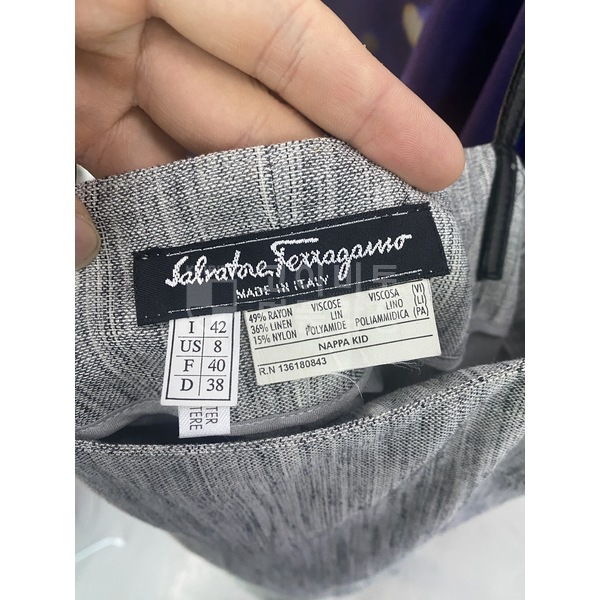 Salvatore Ferragamo
MADE IN ITALY
I 42
US 8
F 40
D 38
49% RAYON VISCOSE VISCOSA (VI)
36% LINEN LIN LINO (LI)
15% NYLON POLYAMIDE POLIAMMIDICA (PA)
NAPPA KID
R.N 136180843
TER
TERE